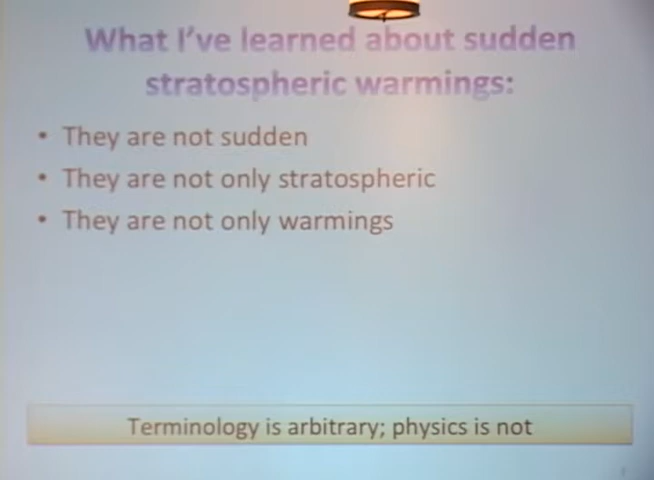 What I've learned about sudden
stratospheric warmings:
• They are not sudden
• They are not only stratospheric
• They are not only warmings
Terminology is arbitrary; physics is not